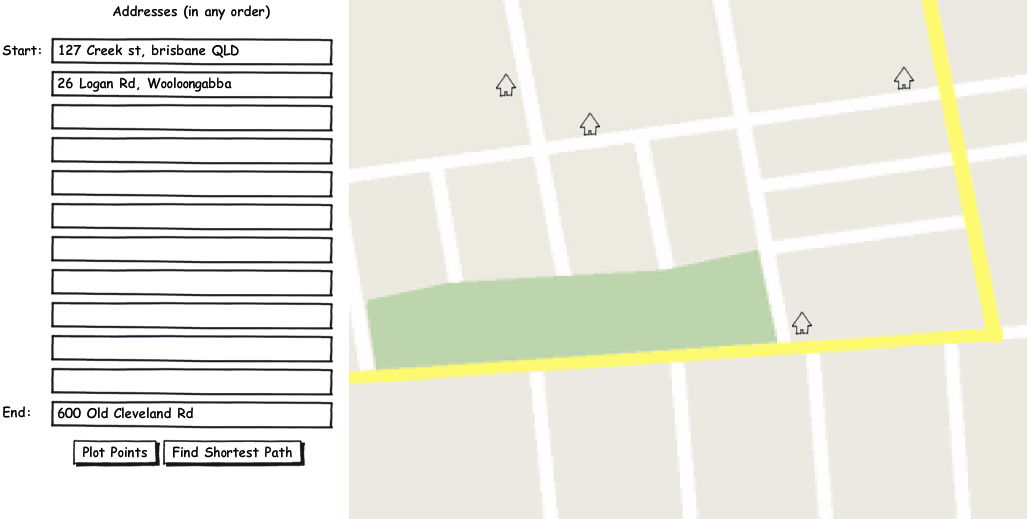 Addresses (in any order)
Start: 127 Creek st, brisbane QLD
26 Logan Rd, Wooloongabba
End: 600 Old Cleveland Rd
Plot Points Find Shortest Path